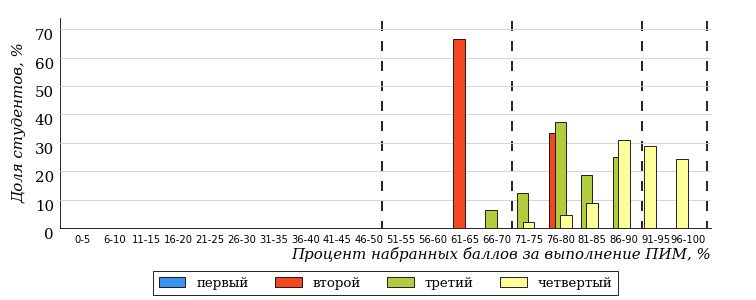 Доля студентов, %
70
60
50
40
30
20
10
0
0-5 6-10 11-15 16-20 21-25 26-30 31-35 36-40 41-45 46-50 51-55 56-60 61-65 66-70 71-75 76-80 81-85 86-90 91-95 96-100
Процент набранных баллов за выполнение ПИМ, %
первый второй третий четвертый